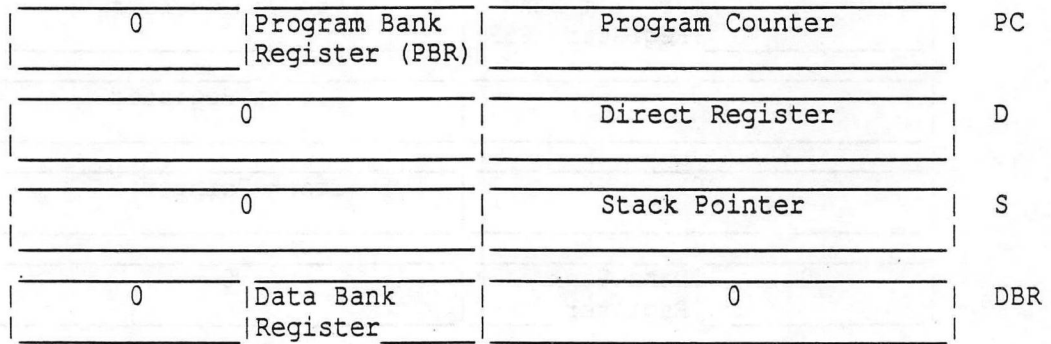 0 Program Bank Program Counter PC
Register (PBR)
0 Direct Register D
0 Stack Pointer S
0 Data Bank 0 DBR
Register